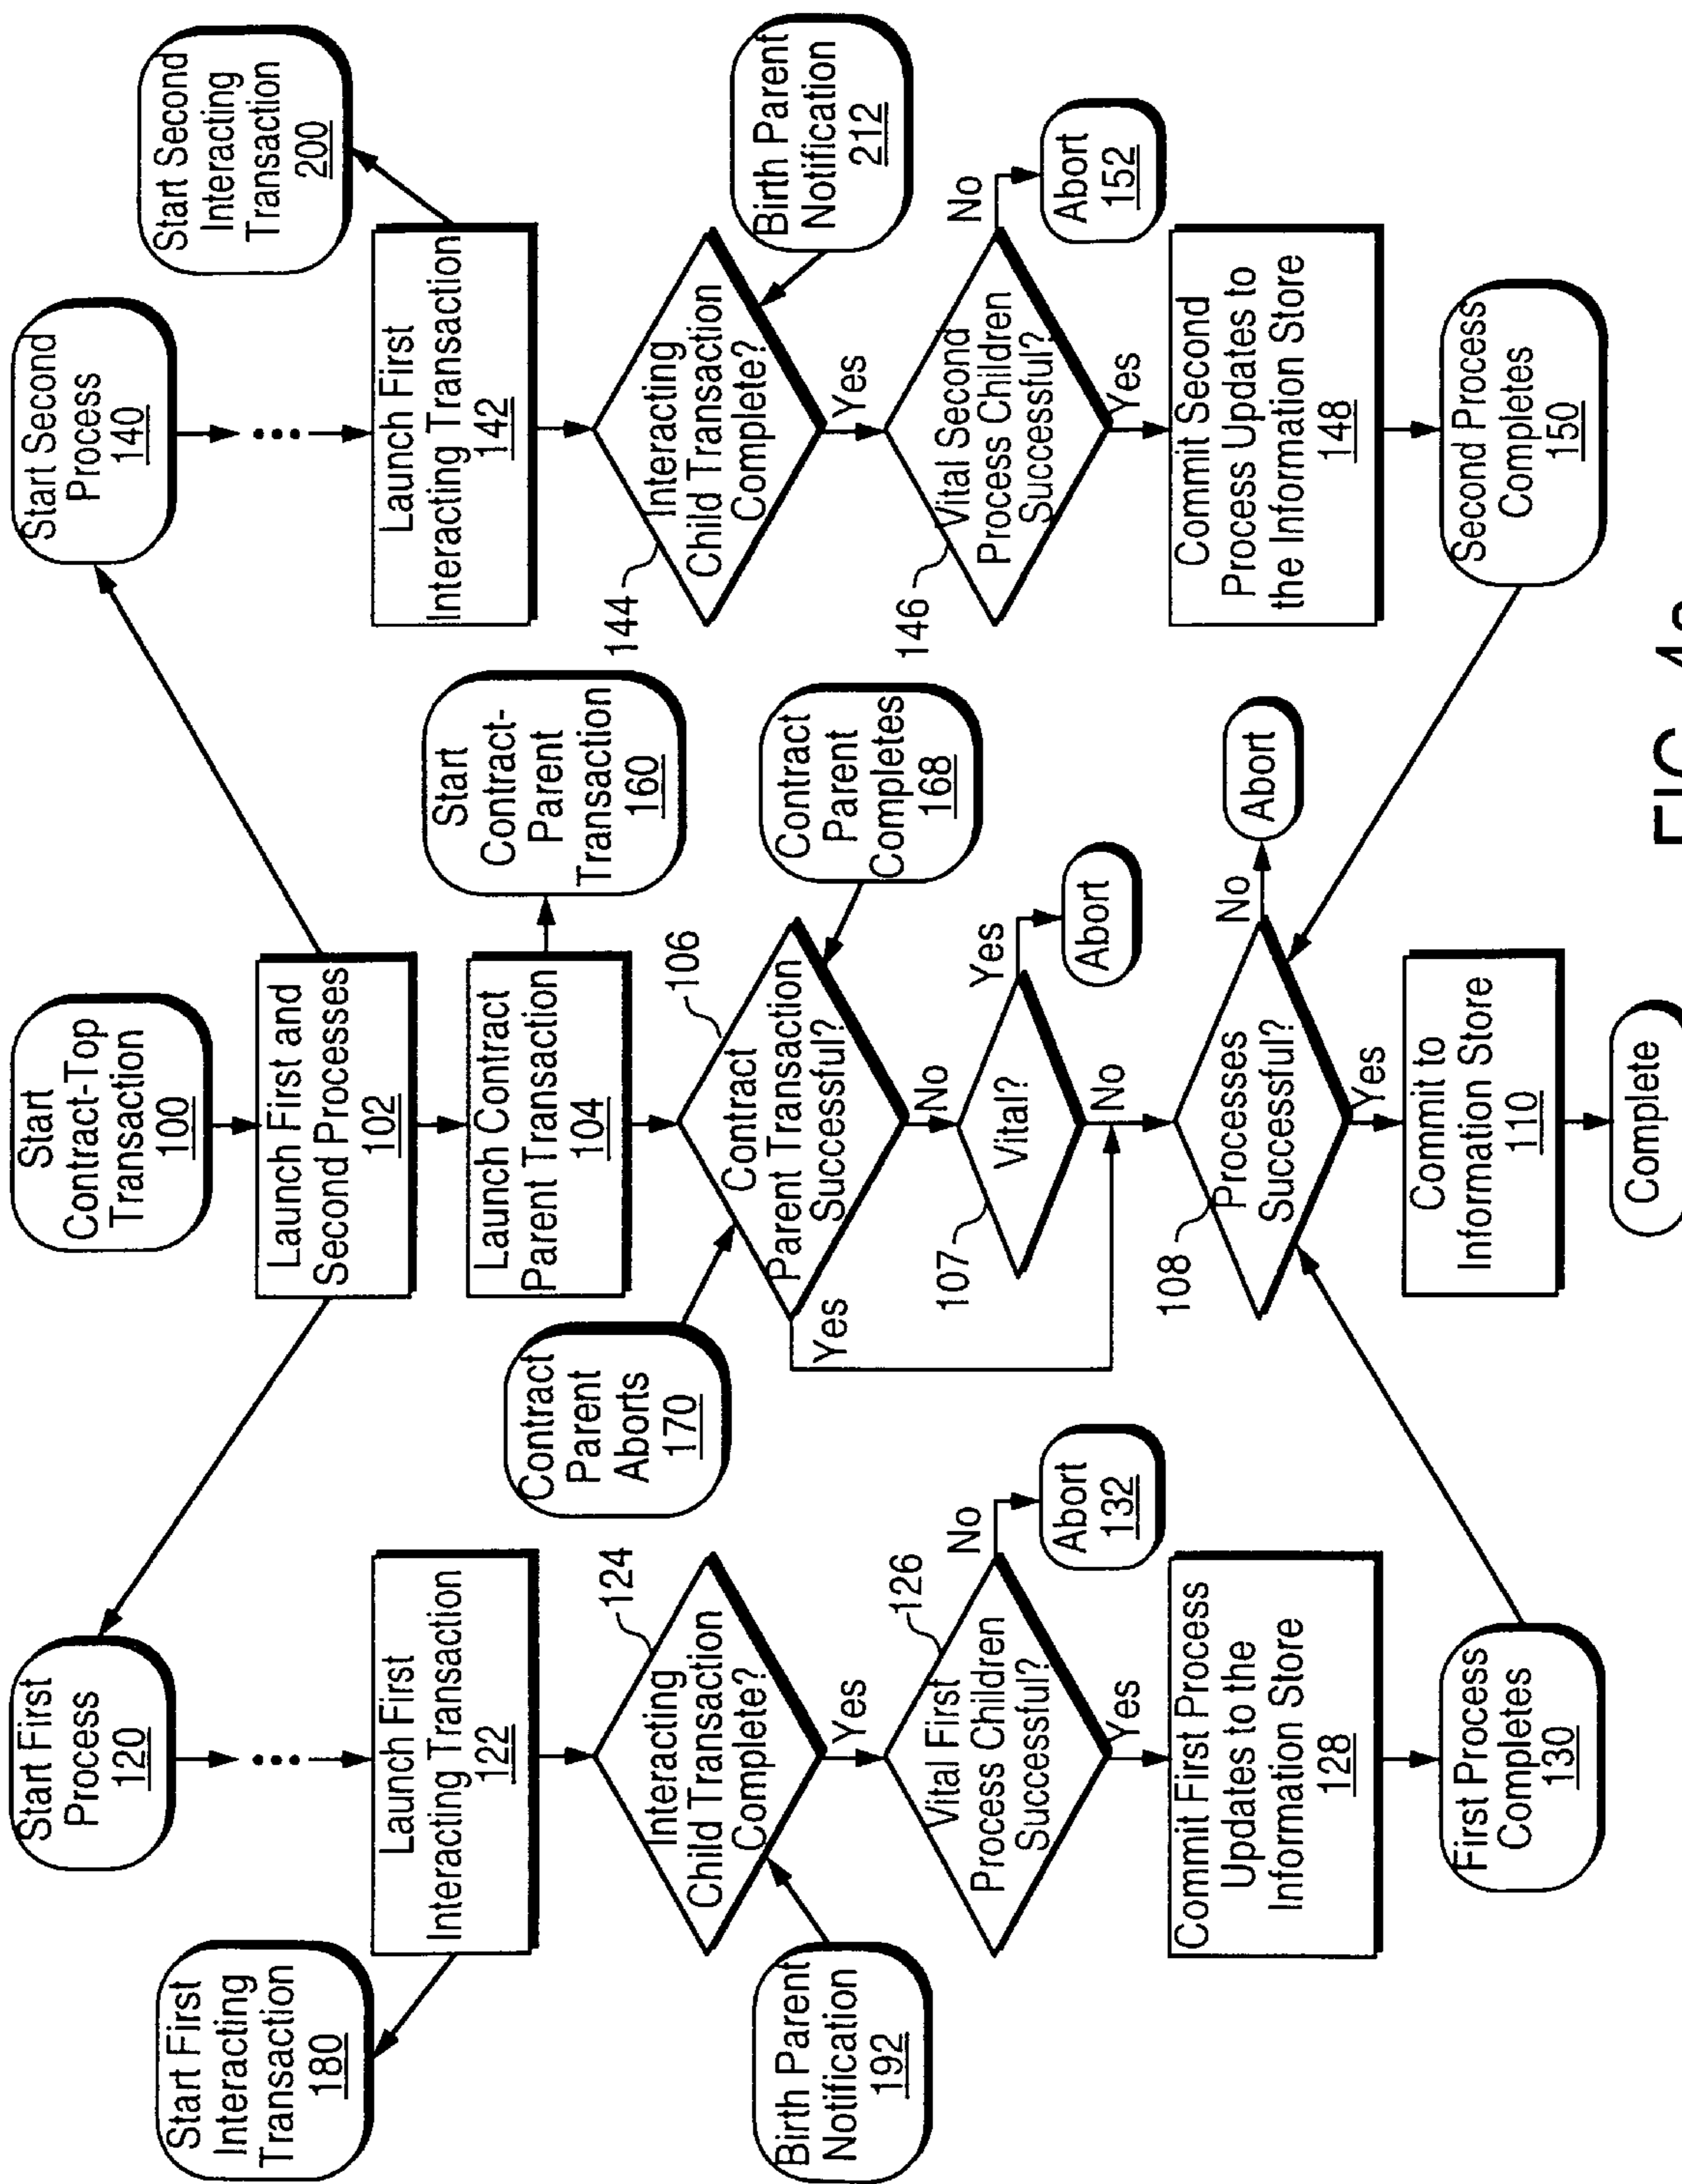 Start First
Process
120
Start First
Interacting
Transaction
180
Launch First
Interacting Transaction
122
Interacting
Child Transaction
Complete?
124
Birth Parent
Notification
192
Yes
Vital First
Process Children
Successful?
126
No
Abort
132
Yes
Commit First Process
Updates to the
Information Store
128
First Process
Completes
130
Start
Contract-Top
Transaction
100
Launch First and
Second Processes
102
Launch Contract
Parent Transaction
104
Start
Contract-
Parent
Transaction
160
Contract
Parent
Aborts
170
Contract
Parent Transaction
Successful?
106
Contract
Parent
Completes
168
Yes
No
Vital?
107
Yes
Abort
No
Processes
Successful?
108
No
Abort
Yes
Commit to
Information Store
110
Complete
Start Second
Process
140
Start Second
Interacting
Transaction
200
Launch First
Interacting Transaction
142
Interacting
Child Transaction
Complete?
144
Birth Parent
Notification
212
Yes
Vital Second
Process Children
Successful?
146
No
Abort
152
Yes
Commit Second
Process Updates to
the Information Store
148
Second Process
Completes
150